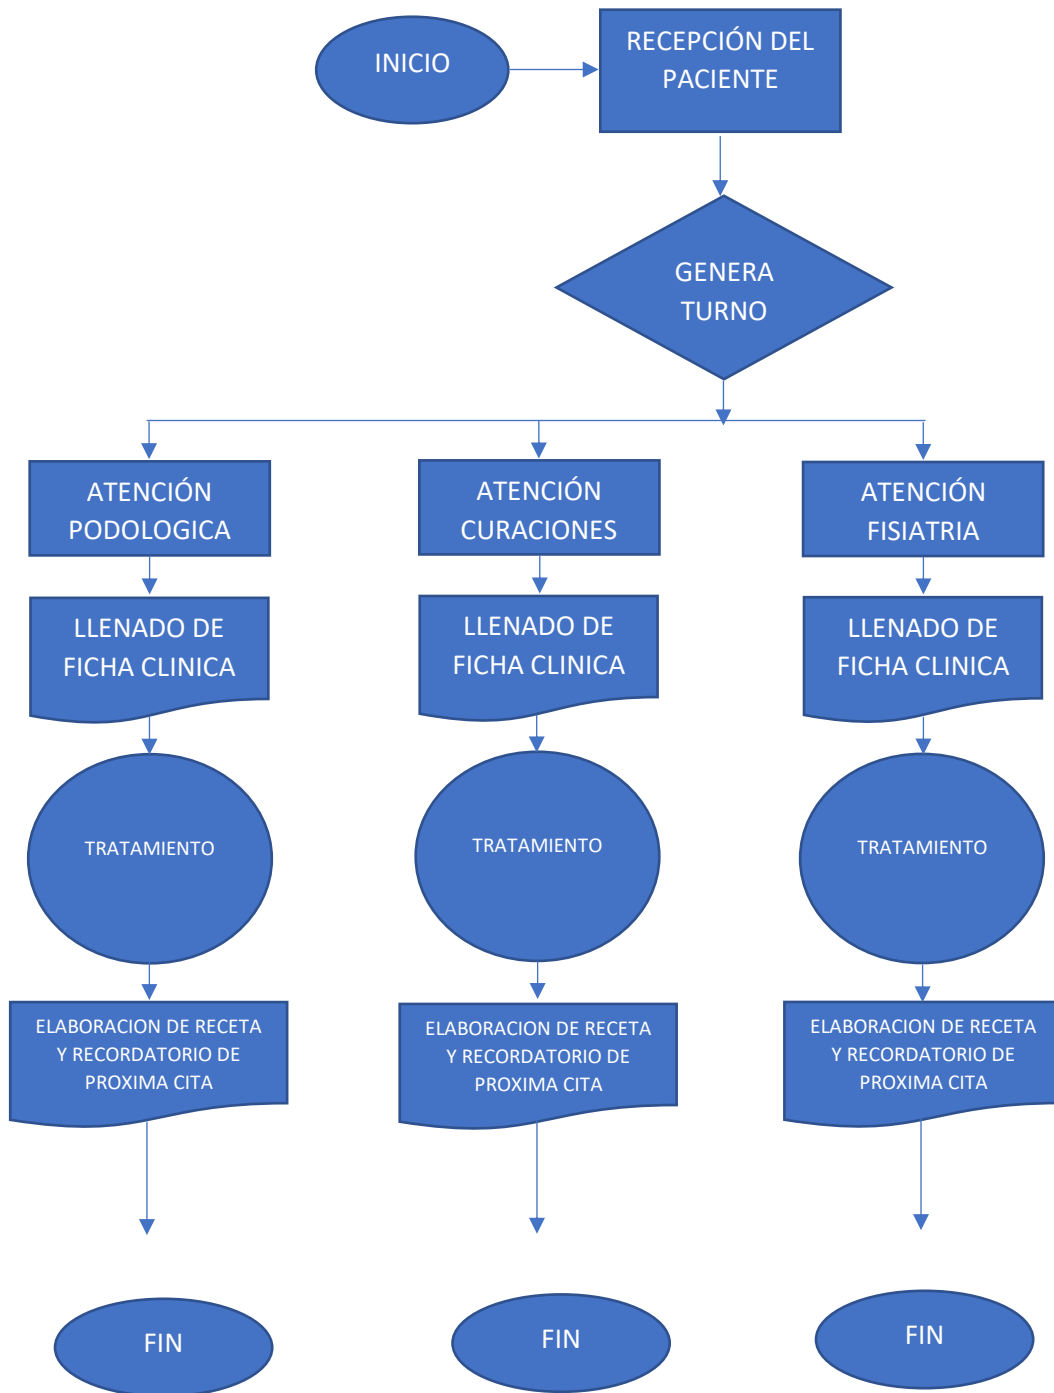 INICIO
RECEPCIÓN DEL
PACIENTE
GENERA
TURNO
ATENCIÓN
PODOLOGICA
ATENCIÓN
CURACIONES
ATENCIÓN
FISIATRIA
LLENADO DE
FICHA CLINICA
LLENADO DE
FICHA CLINICA
LLENADO DE
FICHA CLINICA
TRATAMIENTO
TRATAMIENTO
TRATAMIENTO
ELABORACION DE RECETA
Y RECORDATORIO DE
PROXIMA CITA
ELABORACION DE RECETA
Y RECORDATORIO DE
PROXIMA CITA
ELABORACION DE RECETA
Y RECORDATORIO DE
PROXIMA CITA
FIN
FIN
FIN